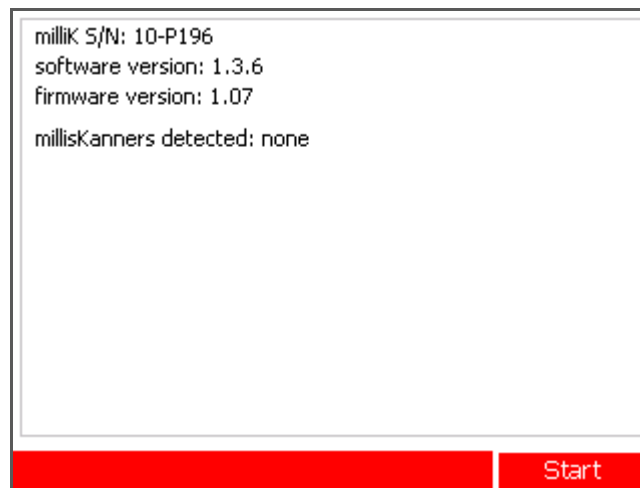 milliK S/N: 10-P196
software version: 1.3.6
firmware version: 1.07
millisKanners detected: none
Start